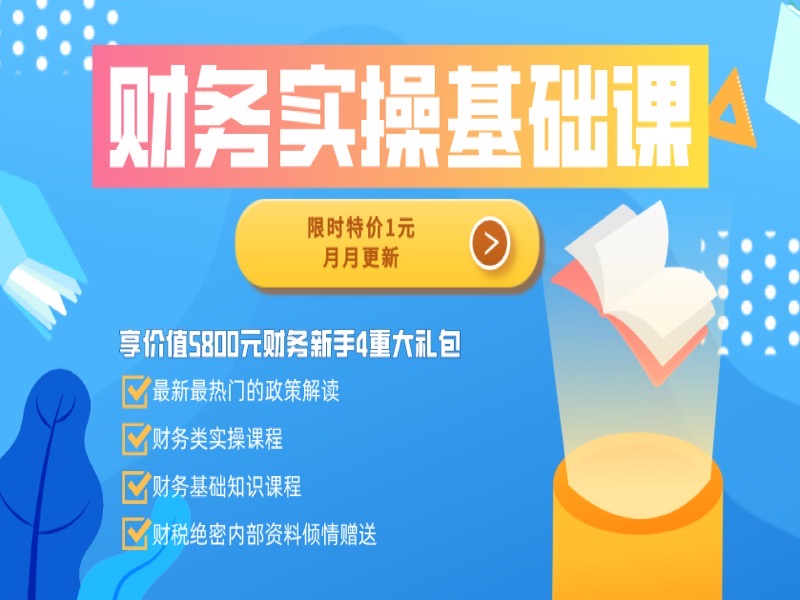 财务实操基础课
限时特价1元
月月更新
享价值5800元财务新手4重大礼包
最新最热门的政策解读
财务类实操课程
财务基础知识课程
财税绝密内部资料倾情赠送